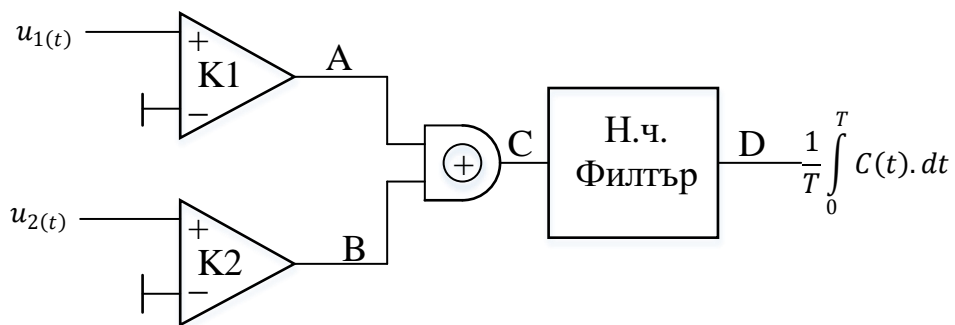 u₁₍t₎
+
K1
−
A
C
Н.ч.
Филтър
D
1/T ∫₀ᵀ C(t). dt
u₂₍t₎
+
K2
−
B
+